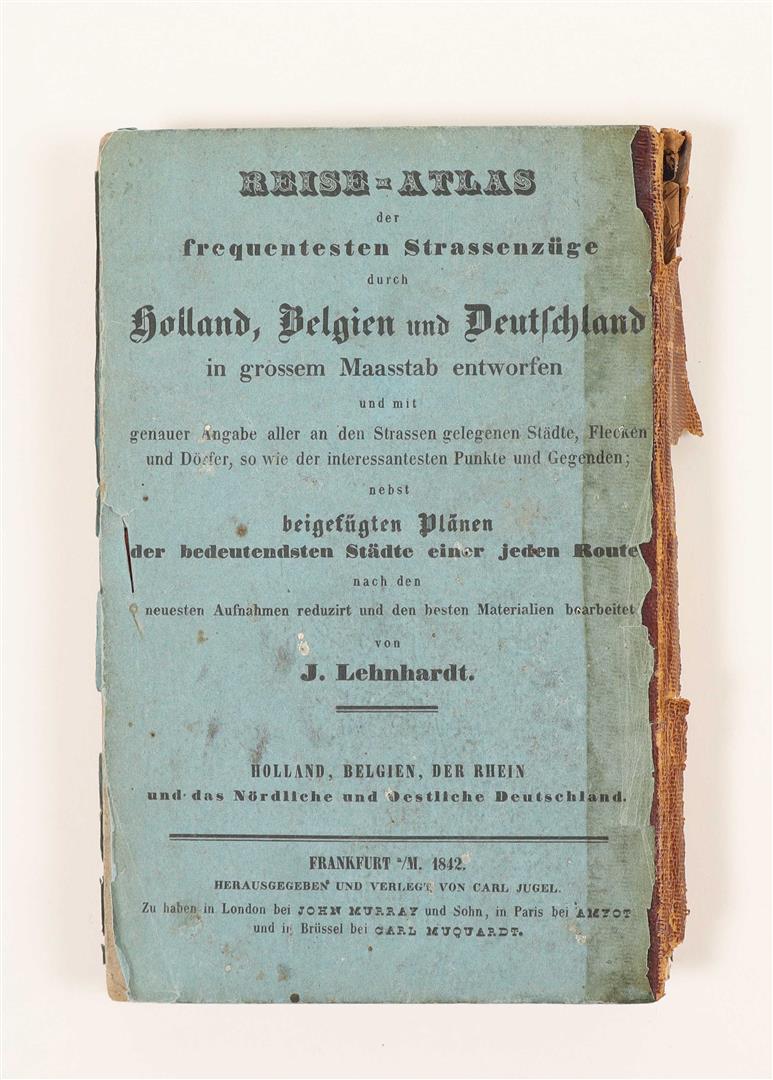 REISE-ATLAS
der
frequentesten Strassenzüge
durch
Holland, Belgien und Deutschland
in grossem Maasstab entworfen
und mit
genauer Angabe aller an den Strassen gelegenen Städte, Flecken
und Dörfer, so wie der interessantesten Punkte und Gegenden;
nebst
beigefügten Plänen
der bedeutendsten Städte einer jeden Route
nach den
neuesten Aufnahmen reduzirt und den besten Materialien bearbeitet
von
J. Lehnhardt.
HOLLAND, BELGIEN, DER RHEIN
und das Nördliche und Oestliche Deutschland.
FRANKFURT a/M. 1842.
HERAUSGEGEBEN UND VERLEGT VON CARL JUGEL.
Zu haben in London bei JOHN MURRAY und Sohn, in Paris bei AMYOT
und in Brüssel bei CARL MUQUARDT.